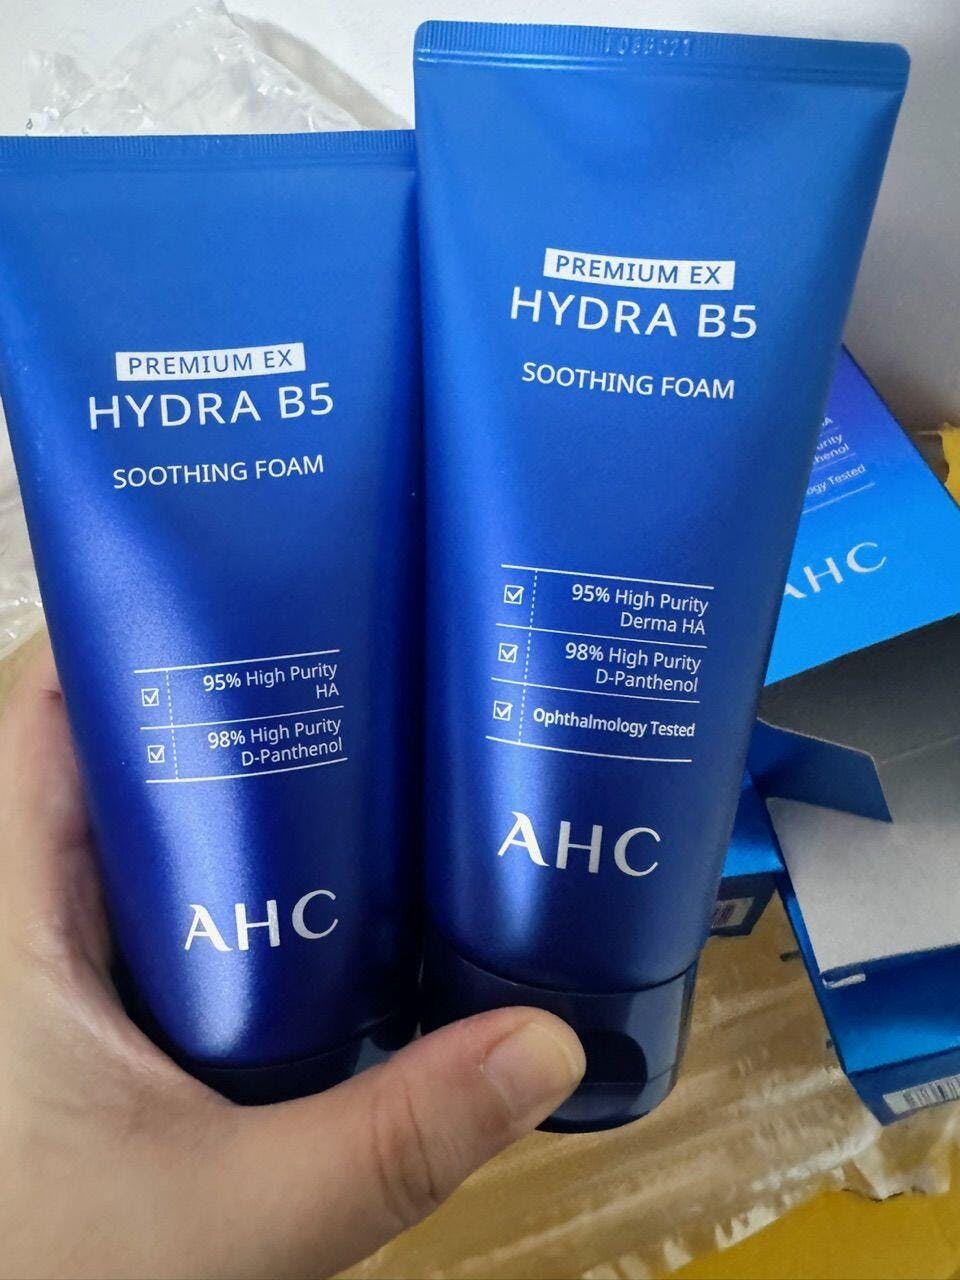 PREMIUM EX
HYDRA B5
SOOTHING FOAM
95% High Purity
HA
98% High Purity
D-Panthenol
AHC
PREMIUM EX
HYDRA B5
SOOTHING FOAM
95% High Purity
Derma HA
98% High Purity
D-Panthenol
Ophthalmology Tested
AHC
Tested
AHC